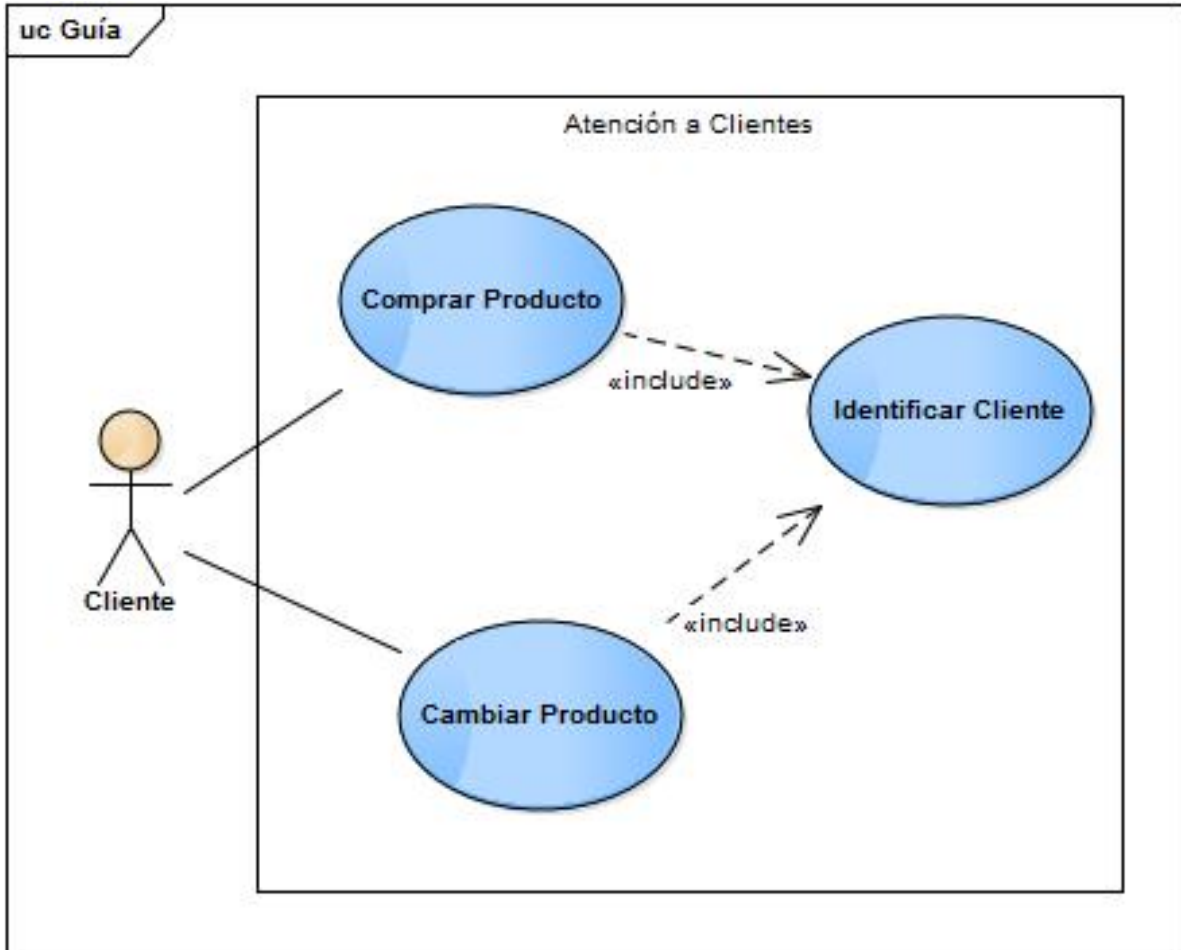 uc Guía
Atención a Clientes
Comprar Producto
«include»
Identificar Cliente
Cliente
«include»
Cambiar Producto